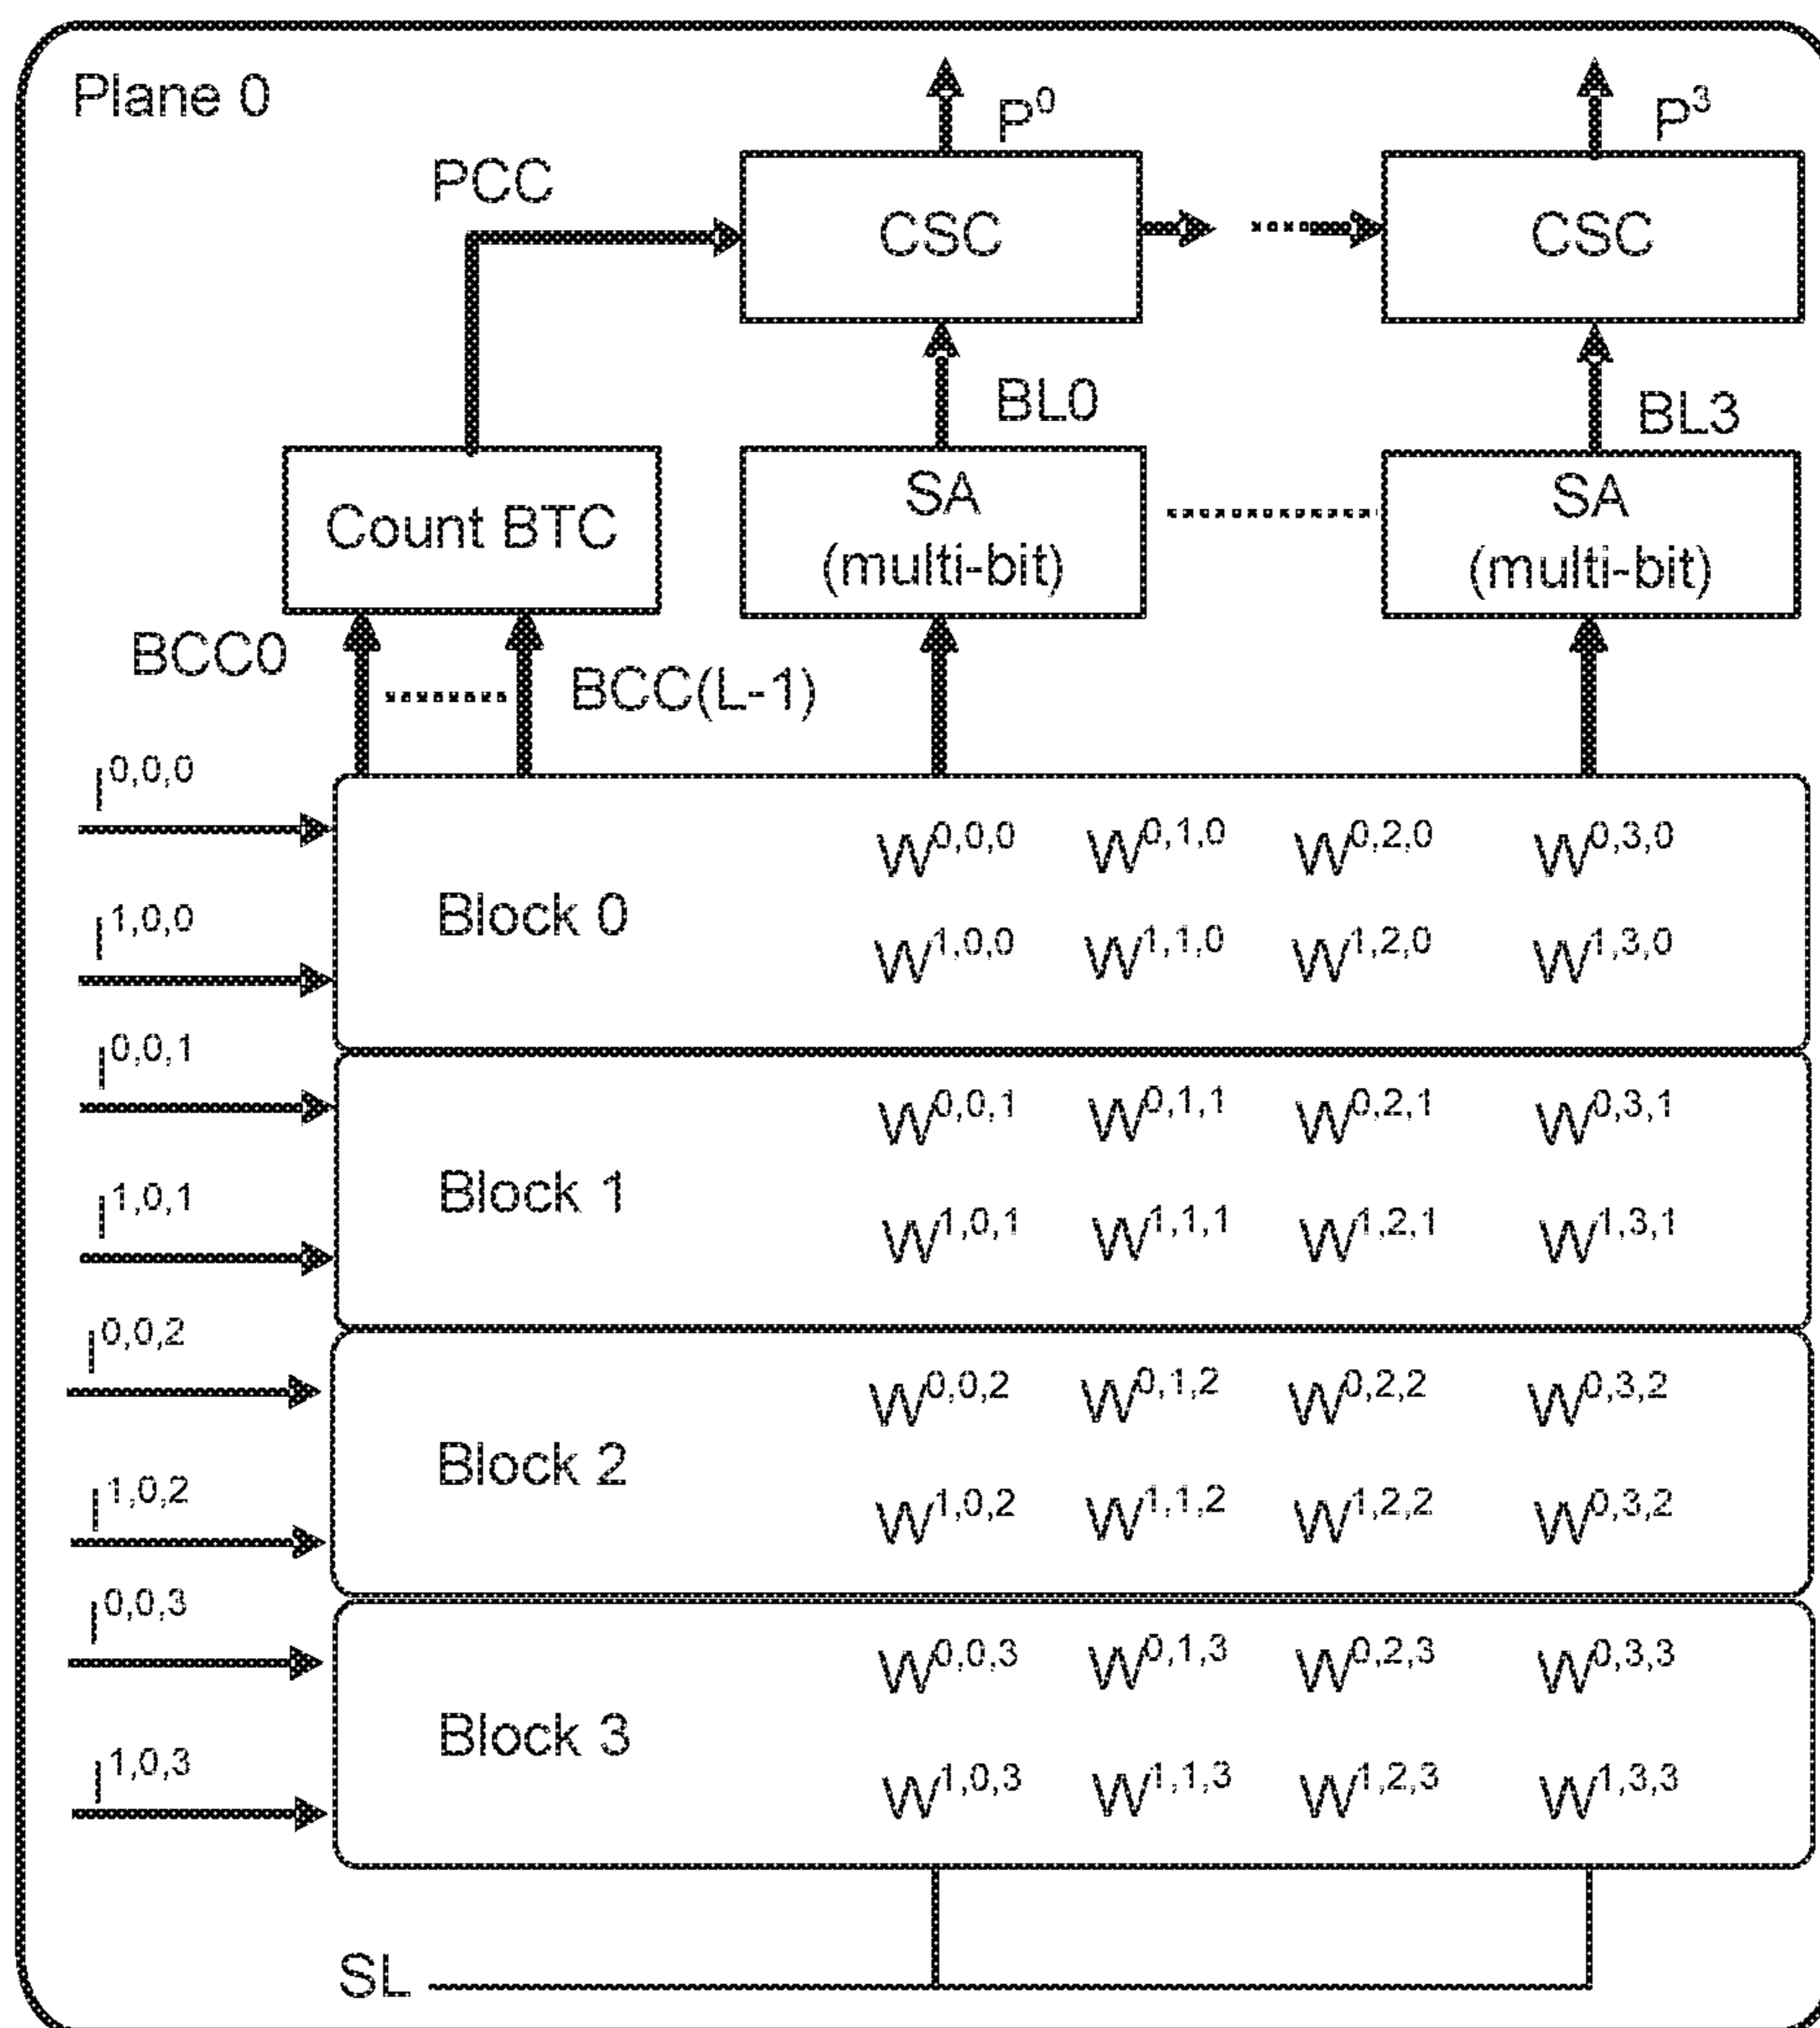 Plane 0
P⁰
P³
PCC
CSC
CSC
BL0
BL3
Count BTC
SA
(multi-bit)
SA
(multi-bit)
BCC0
BCC(L-1)
I⁰,⁰,⁰
W⁰,⁰,⁰ W⁰,¹,⁰ W⁰,²,⁰ W⁰,³,⁰
Block 0
I¹,⁰,⁰
W¹,⁰,⁰ W¹,¹,⁰ W¹,²,⁰ W¹,³,⁰
I⁰,⁰,¹
W⁰,⁰,¹ W⁰,¹,¹ W⁰,²,¹ W⁰,³,¹
Block 1
I¹,⁰,¹
W¹,⁰,¹ W¹,¹,¹ W¹,²,¹ W¹,³,¹
I⁰,⁰,²
W⁰,⁰,² W⁰,¹,² W⁰,²,² W⁰,³,²
Block 2
I¹,⁰,²
W¹,⁰,² W¹,¹,² W¹,²,² W⁰,³,²
I⁰,⁰,³
W⁰,⁰,³ W⁰,¹,³ W⁰,²,³ W⁰,³,³
Block 3
I¹,⁰,³
W¹,⁰,³ W¹,¹,³ W¹,²,³ W¹,³,³
SL